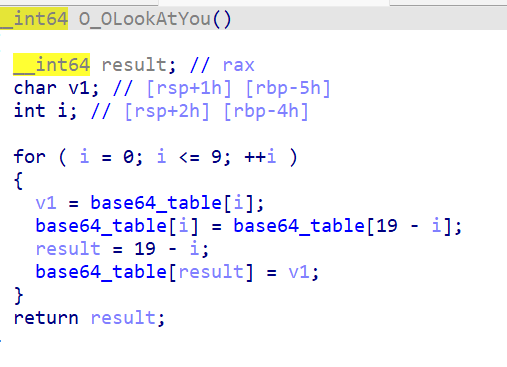 __int64 O_OLookAtYou()
__int64 result; // rax
char v1; // [rsp+1h] [rbp-5h]
int i; // [rsp+2h] [rbp-4h]
for ( i = 0; i <= 9; ++i )
{
v1 = base64_table[i];
base64_table[i] = base64_table[19 - i];
result = 19 - i;
base64_table[result] = v1;
}
return result;